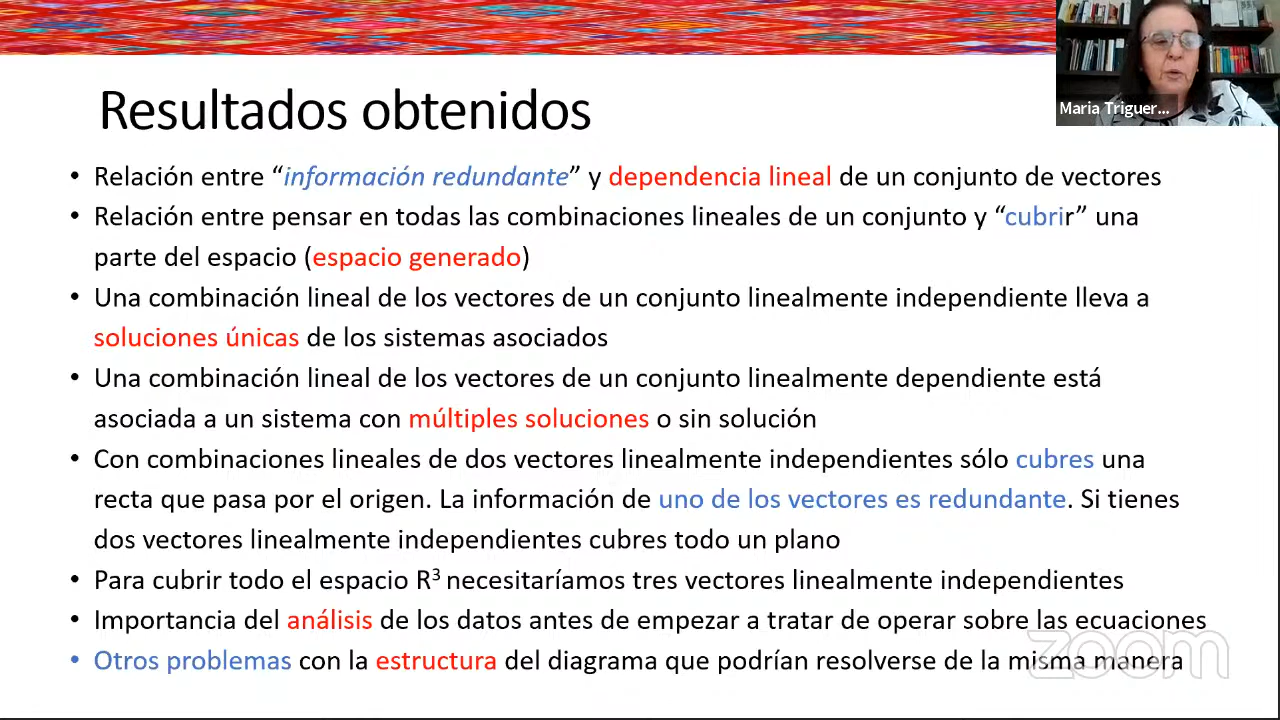 Maria Triguer...
Resultados obtenidos
• Relación entre “información redundante” y dependencia lineal de un conjunto de vectores
• Relación entre pensar en todas las combinaciones lineales de un conjunto y “cubrir” una
parte del espacio (espacio generado)
• Una combinación lineal de los vectores de un conjunto linealmente independiente lleva a
soluciones únicas de los sistemas asociados
• Una combinación lineal de los vectores de un conjunto linealmente dependiente está
asociada a un sistema con múltiples soluciones o sin solución
• Con combinaciones lineales de dos vectores linealmente independientes sólo cubres una
recta que pasa por el origen. La información de uno de los vectores es redundante. Si tienes
dos vectores linealmente independientes cubres todo un plano
• Para cubrir todo el espacio R³ necesitaríamos tres vectores linealmente independientes
• Importancia del análisis de los datos antes de empezar a tratar de operar sobre las ecuaciones
• Otros problemas con la estructura del diagrama que podrían resolverse de la misma manera
zoom